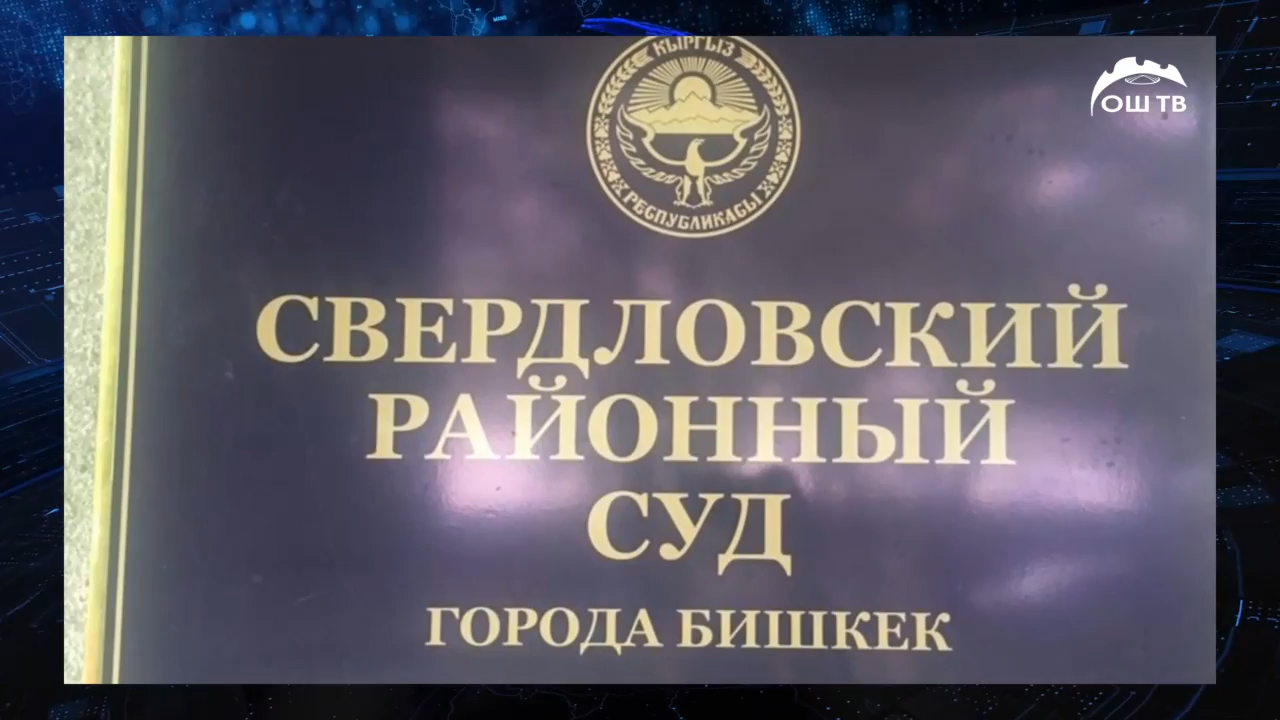 КЫРГЫЗ
ОШ ТВ
РЕСПУБЛИКАСЫ
СВЕРДЛОВСКИЙ
РАЙОННЫЙ
СУД
ГОРОДА БИШКЕК